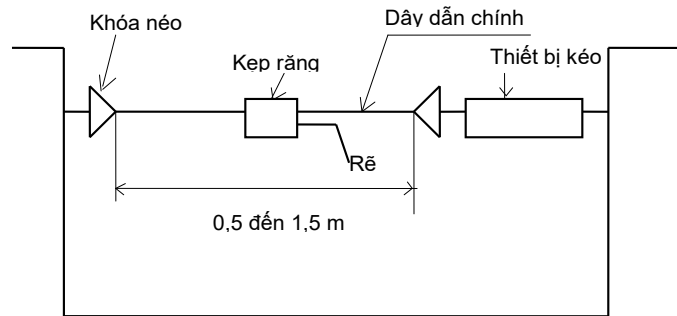 Khóa néo
Dây dẫn chính
Kẹp răng
Thiết bị kéo
Rẽ
0,5 đến 1,5 m